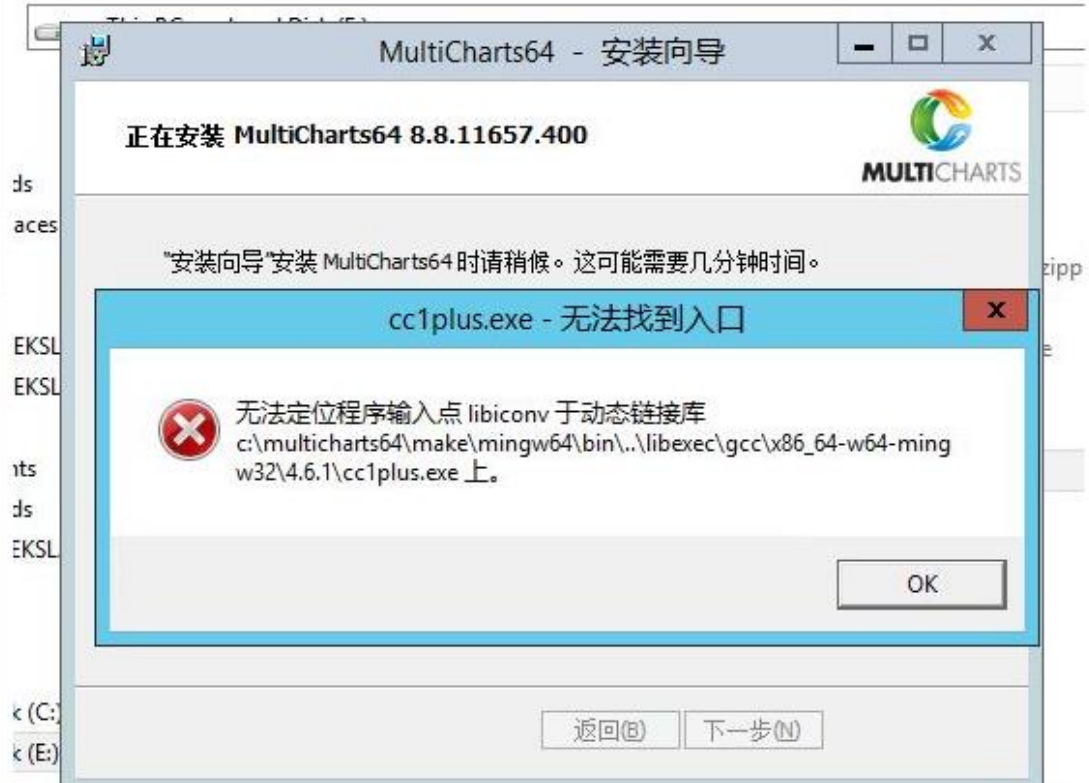 MultiCharts64 - 安装向导
正在安装 MultiCharts64 8.8.11657.400
MULTICHARTS
ds
aces
"安装向导"安装 MultiCharts64 时请稍候。这可能需要几分钟时间。
zipp
cc1plus.exe - 无法找到入口
x
EKSL
EKSL
无法定位程序输入点 libiconv 于动态链接库
c:\multicharts64\make\mingw64\bin\..\libexec\gcc\x86_64-w64-ming
w32\4.6.1\cc1plus.exe 上。
nts
ds
EKSL
OK
k (C:)
返回(B)
下一步(N)
k (E:)